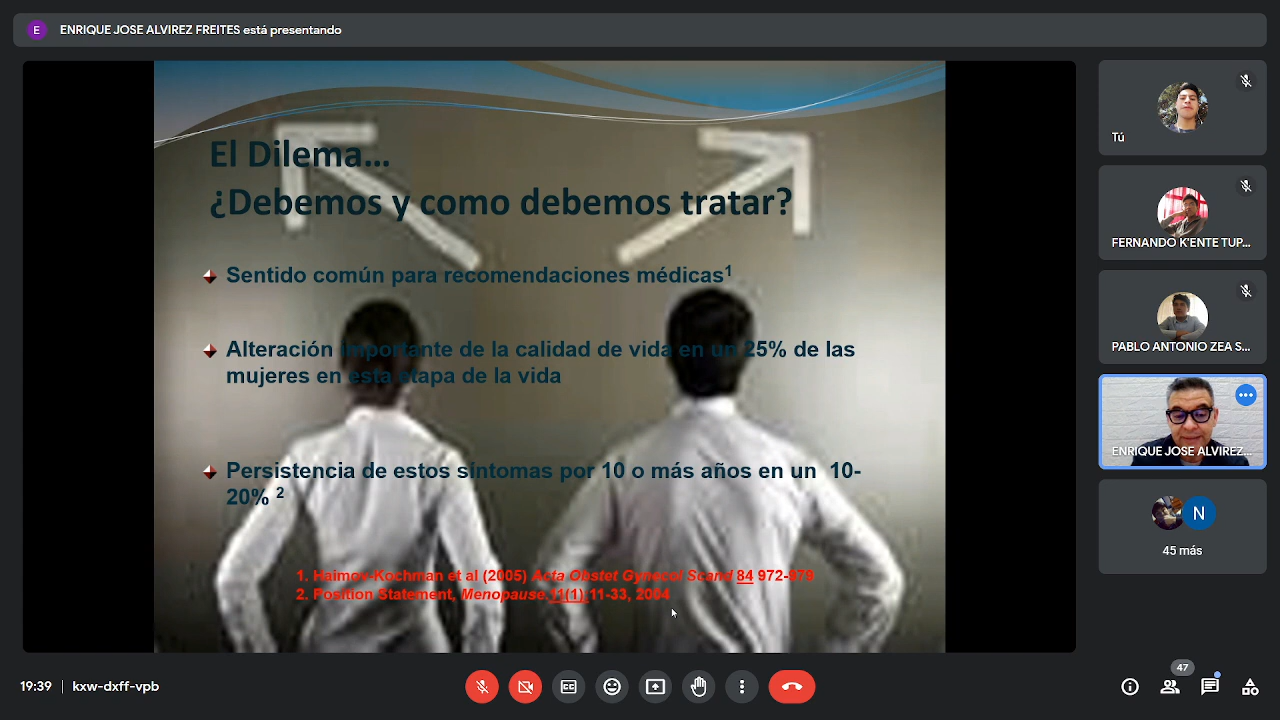 E
ENRIQUE JOSE ALVIREZ FREITES está presentando
El Dilema...
¿Debemos y como debemos tratar?
Sentido común para recomendaciones médicas1
Alteración importante de la calidad de vida en un 25% de las
mujeres en esta etapa de la vida
Persistencia de estos síntomas por 10 o más años en un 10-
20% 2
1. Haimov-Kochman et al (2005) Acta Obstet Gynecol Scand 84 972-979
2. Position Statement, Menopause.11(1),11-33, 2004
Tú
FERNANDO K'ENTE TUP...
PABLO ANTONIO ZEA S...
ENRIQUE JOSE ALVIREZ...
N
45 más
19:39 | kxw-dxff-vpb
47